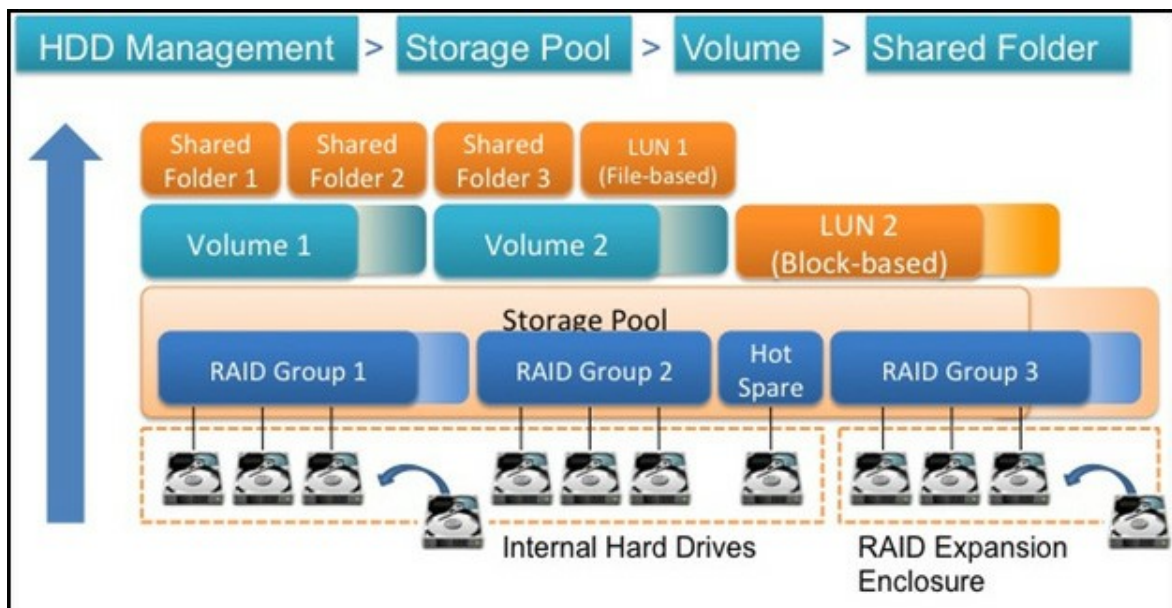 HDD Management > Storage Pool > Volume > Shared Folder
Shared
Folder 1
Shared
Folder 2
Shared
Folder 3
LUN 1
(File-based)
Volume 1
Volume 2
LUN 2
(Block-based)
Storage Pool
RAID Group 1
RAID Group 2
Hot
Spare
RAID Group 3
Internal Hard Drives
RAID Expansion
Enclosure